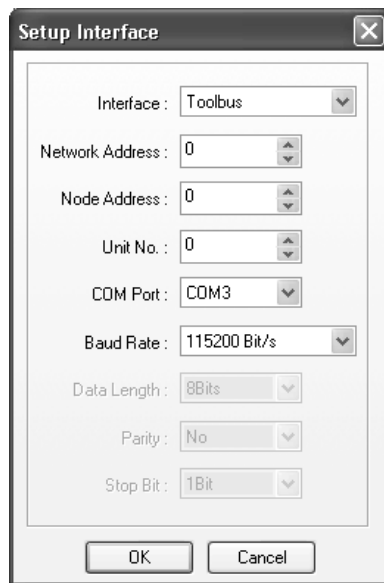 Setup Interface
Interface : Toolbus
Network Address : 0
Node Address : 0
Unit No. : 0
COM Port : COM3
Baud Rate : 115200 Bit/s
Data Length : 8Bits
Parity : No
Stop Bit : 1Bit
OK Cancel